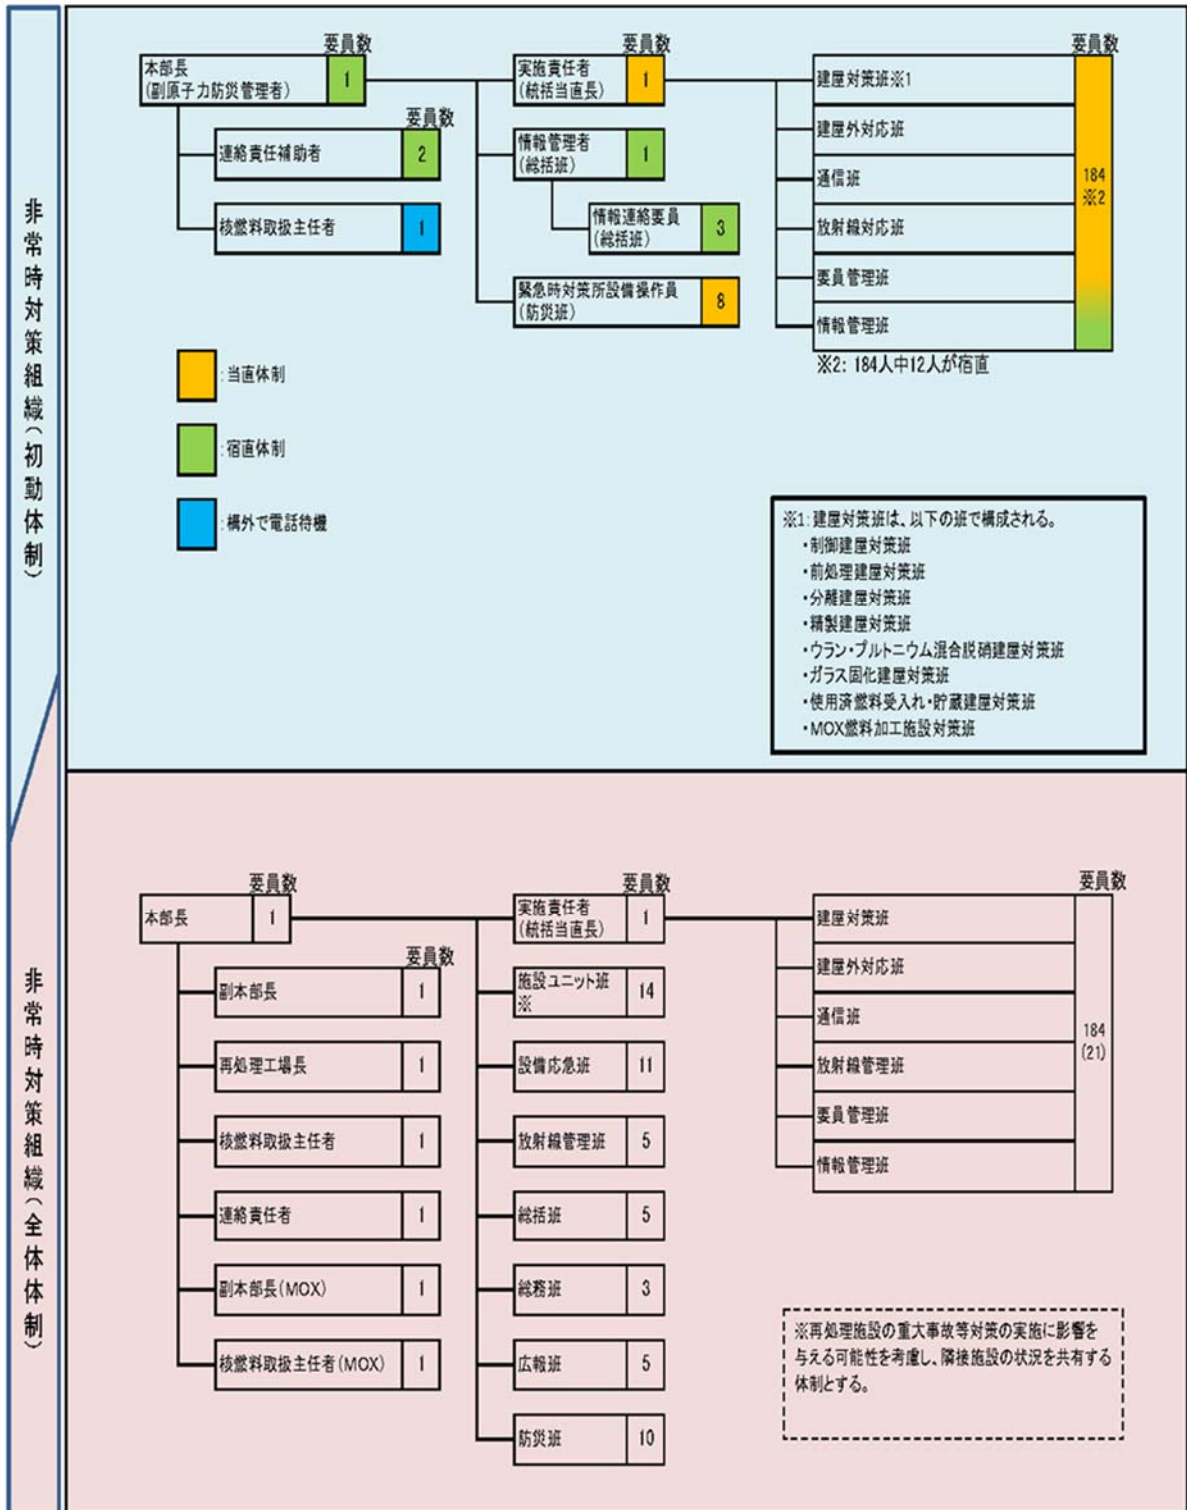 非常時対策組織(初動体制)
要員数
本部長
(副原子力防災管理者)
1
要員数
連絡責任補助者
2
核燃料取扱主任者
1
要員数
実施責任者
(統括当直長)
1
情報管理者
(総括班)
1
情報連絡要員
(総括班)
3
緊急時対策所設備操作員
(防災班)
8
要員数
建屋対策班※1
建屋外対応班
通信班
放射線対応班
要員管理班
情報管理班
184
※2
※2: 184人中12人が宿直
:当直体制
:宿直体制
:構外で電話待機
※1:建屋対策班は、以下の班で構成される。
・制御建屋対策班
・前処理建屋対策班
・分離建屋対策班
・精製建屋対策班
・ウラン・プルトニウム混合脱硝建屋対策班
・ガラス固化建屋対策班
・使用済燃料受入れ・貯蔵建屋対策班
・MOX燃料加工施設対策班
非常時対策組織(全体体制)
要員数
本部長
1
要員数
副本部長
1
再処理工場長
1
核燃料取扱主任者
1
連絡責任者
1
副本部長(MOX)
1
核燃料取扱主任者(MOX)
1
要員数
実施責任者
(統括当直長)
1
施設ユニット班
※
14
設備応急班
11
放射線管理班
5
総括班
5
総務班
3
広報班
5
防災班
10
要員数
建屋対策班
建屋外対応班
通信班
放射線管理班
要員管理班
情報管理班
184
(21)
※再処理施設の重大事故等対策の実施に影響を
与える可能性を考慮し、隣接施設の状況を共有する
体制とする。